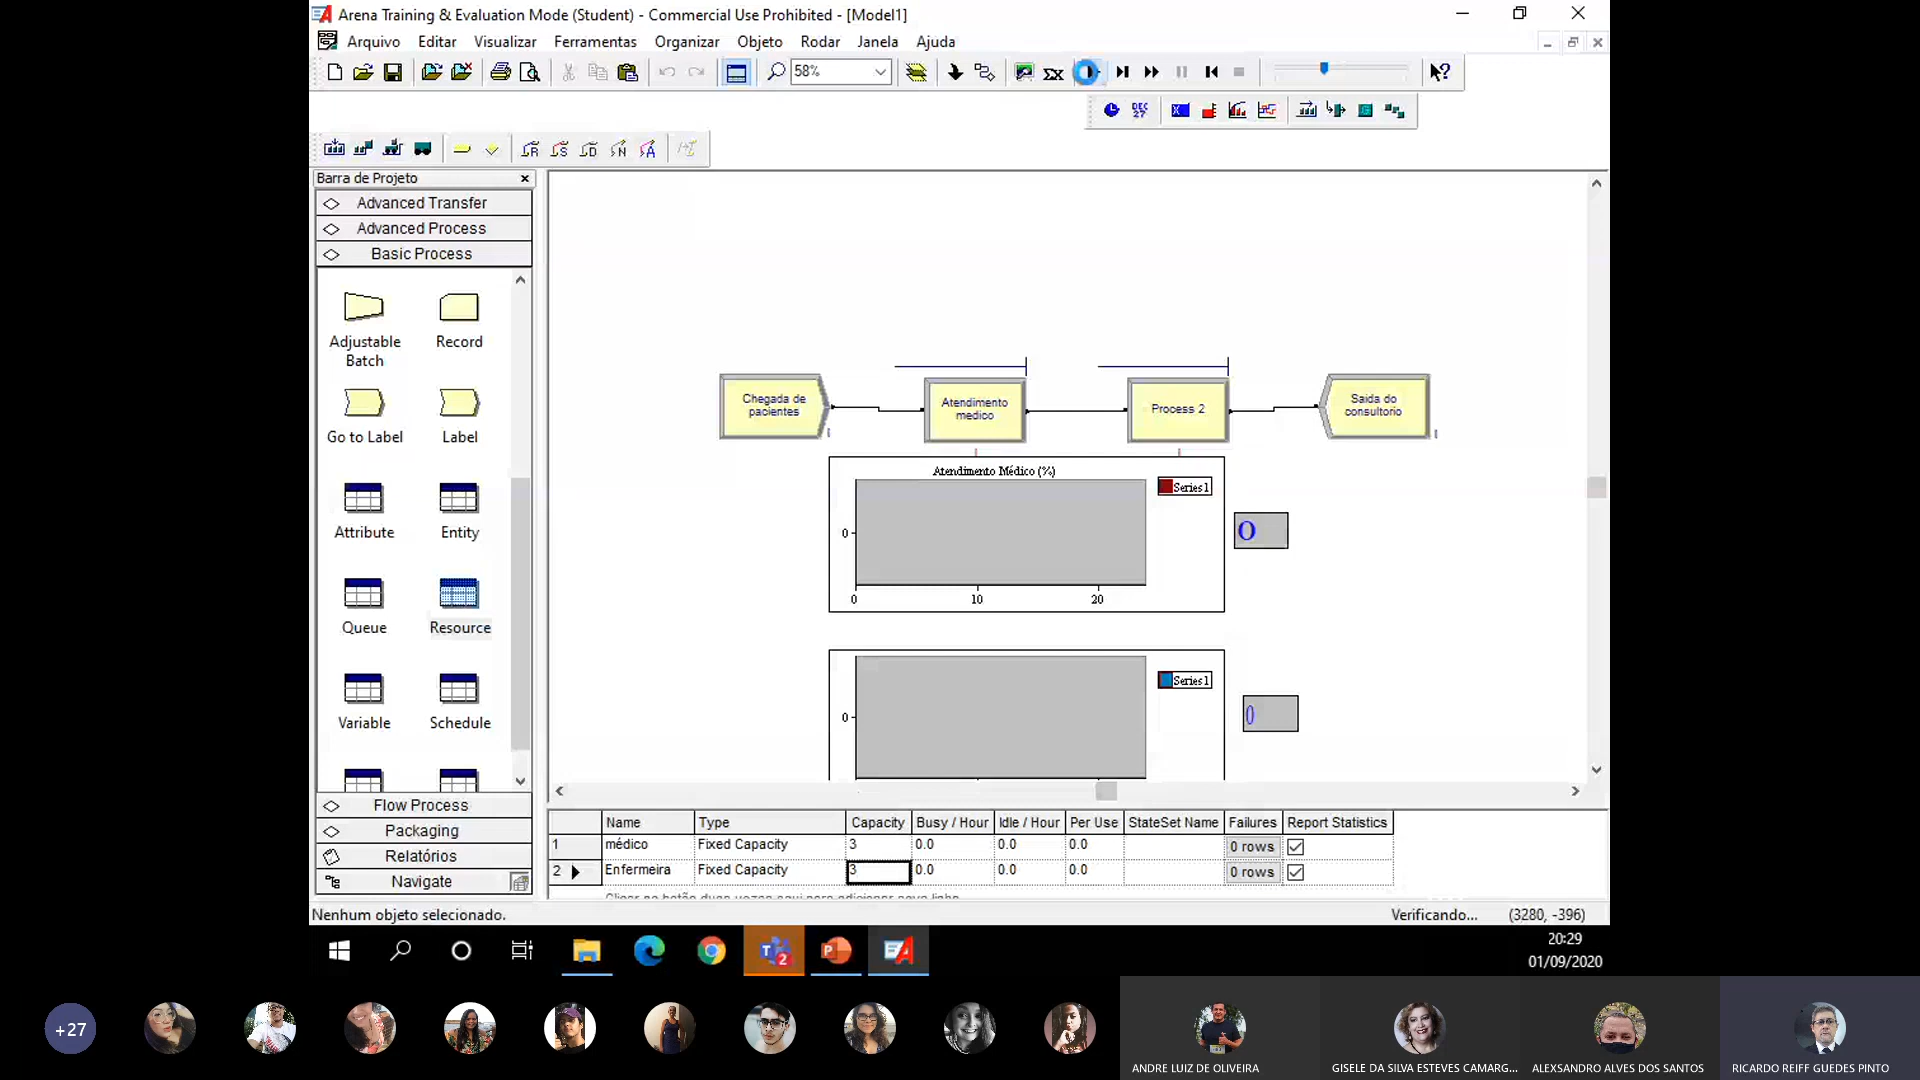 Arena Training & Evaluation Mode (Student) - Commercial Use Prohibited - [Model1]
Arquivo Editar Visualizar Ferramentas Organizar Objeto Rodar Janela Ajuda
58%
DEC 27
Barra de Projeto
Advanced Transfer
Advanced Process
Basic Process
Adjustable Batch
Record
Go to Label
Label
Attribute
Entity
Queue
Resource
Variable
Schedule
Flow Process
Packaging
Relatórios
Navigate
Chegada de
pacientes
Atendimento
medico
Process 2
Saida do
consultorio
Atendimento Médico (%)
Series1
0
0 10 20
0
Series1
0
0
Name Type Capacity Busy / Hour Idle / Hour Per Use StateSet Name Failures Report Statistics
1 médico Fixed Capacity 3 0.0 0.0 0.0 0 rows
2 Enfermeira Fixed Capacity 3 0.0 0.0 0.0 0 rows
Nenhum objeto selecionado.
Verificando... (3280, -396)
2
20:29
01/09/2020
+27
ANDRE LUIZ DE OLIVEIRA
GISELE DA SILVA ESTEVES CAMARG...
ALEXSANDRO ALVES DOS SANTOS
RICARDO REIFF GUEDES PINTO